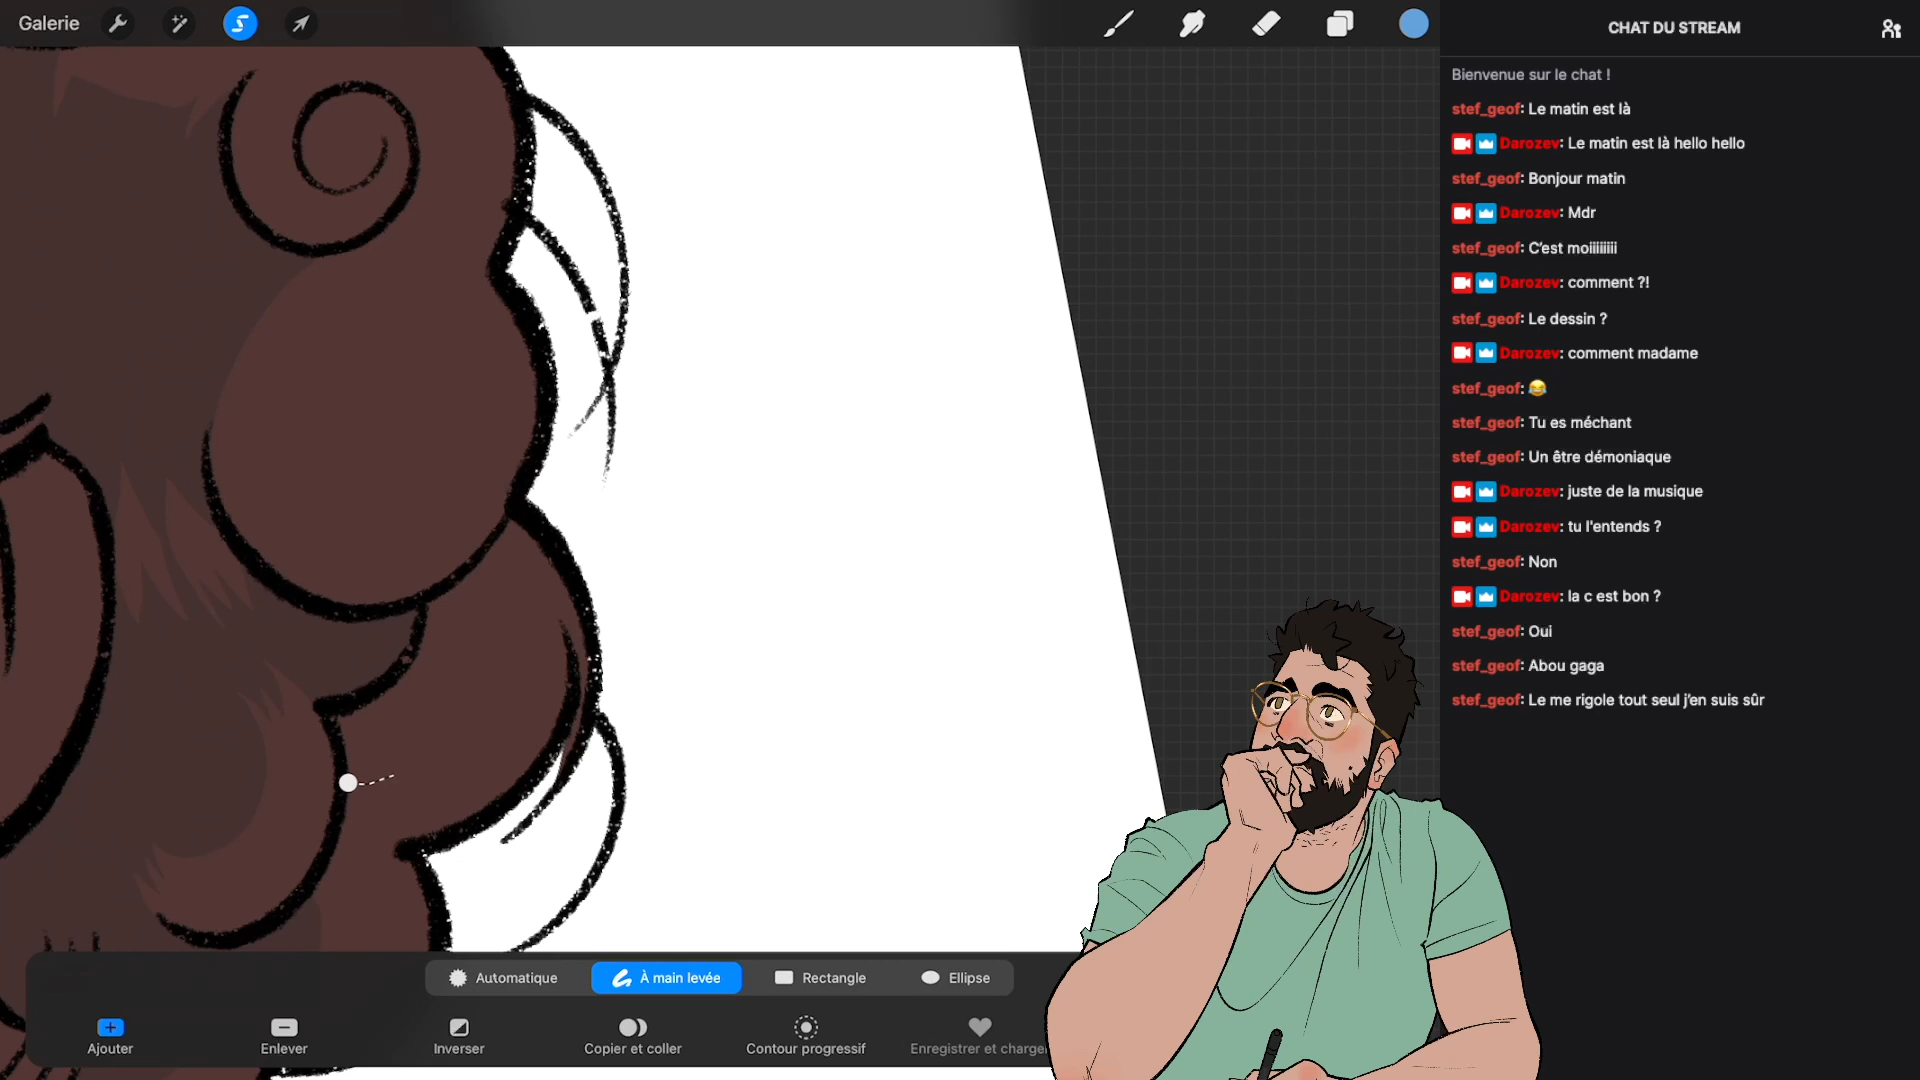 Galerie
CHAT DU STREAM
Bienvenue sur le chat !
stef_geof: Le matin est là
Darozev: Le matin est là hello hello
stef_geof: Bonjour matin
Darozev: Mdr
stef_geof: C'est moiiiiiiiii
Darozev: comment ?!
stef_geof: Le dessin ?
Darozev: comment madame
stef_geof: 😂
stef_geof: Tu es méchant
stef_geof: Un être démoniaque
Darozev: juste de la musique
Darozev: tu l'entends ?
stef_geof: Non
Darozev: la c est bon ?
stef_geof: Oui
stef_geof: Abou gaga
stef_geof: Le me rigole tout seul j'en suis sûr
Automatique
À main levée
Rectangle
Ellipse
Ajouter
Enlever
Inverser
Copier et coller
Contour progressif
Enregistrer et charger